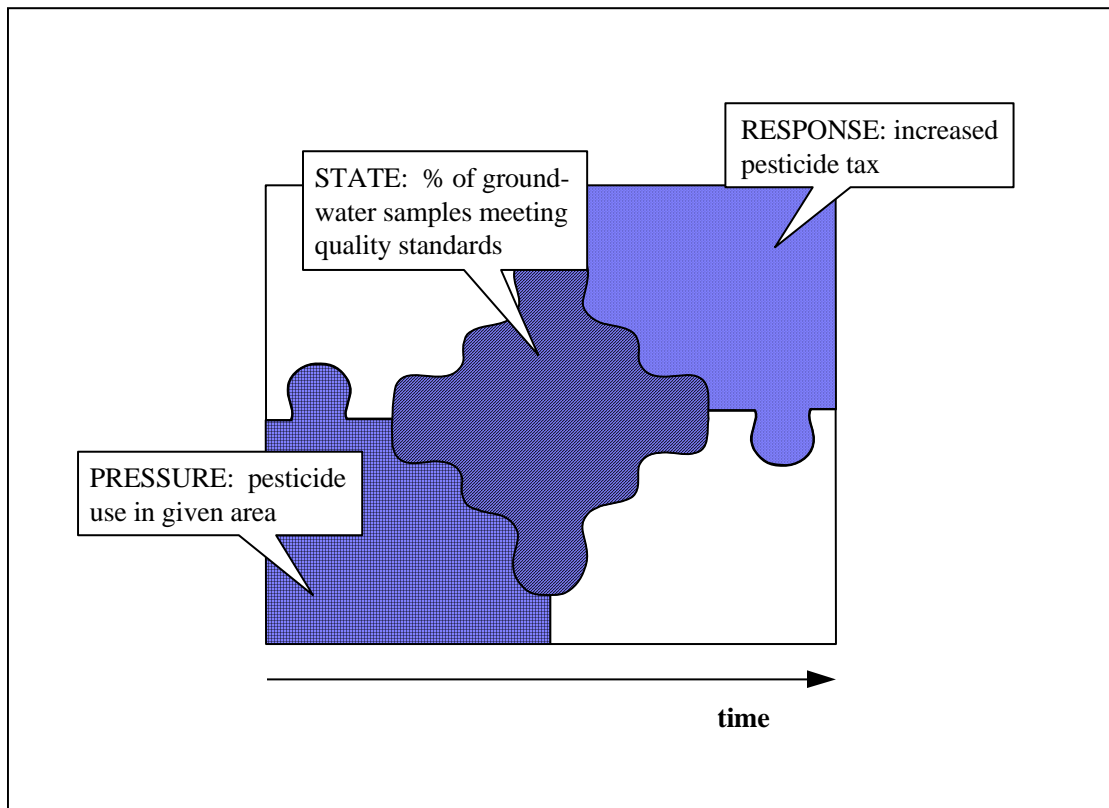 RESPONSE: increased
pesticide tax
STATE: % of ground-
water samples meeting
quality standards
PRESSURE: pesticide
use in given area
time